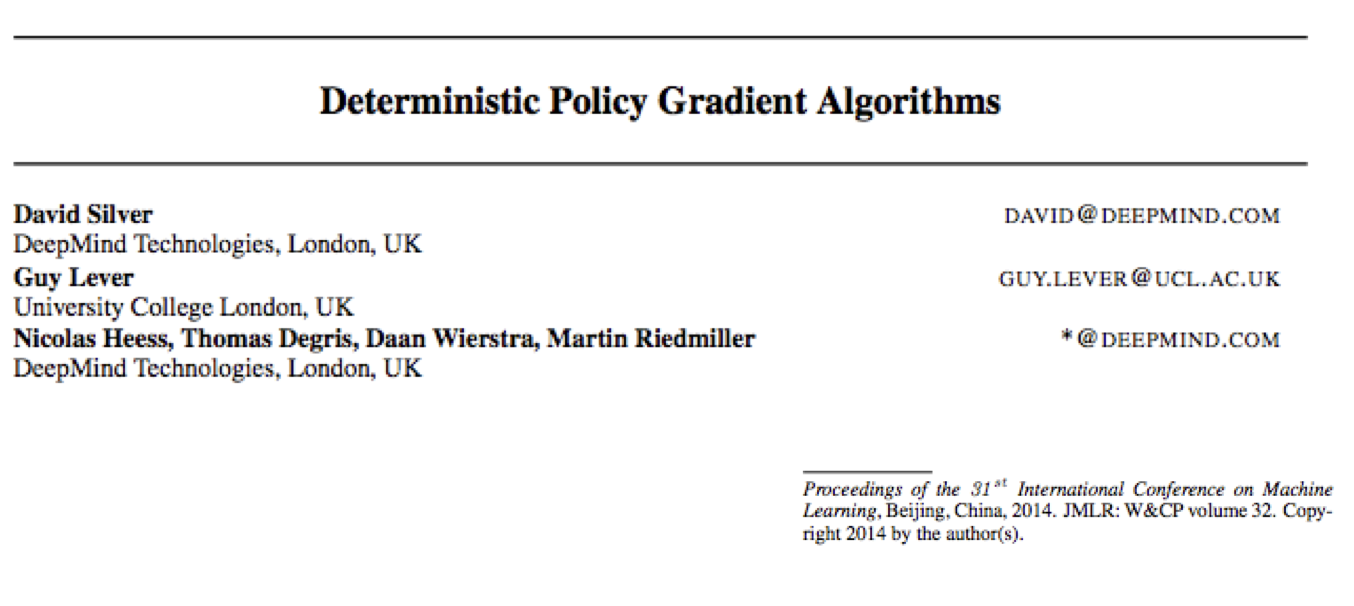 Deterministic Policy Gradient Algorithms
David Silver DAVID@DEEPMIND.COM
DeepMind Technologies, London, UK
Guy Lever GUY.LEVER@UCL.AC.UK
University College London, UK
Nicolas Heess, Thomas Degris, Daan Wierstra, Martin Riedmiller *@DEEPMIND.COM
DeepMind Technologies, London, UK
Proceedings of the 31st International Conference on Machine
Learning, Beijing, China, 2014. JMLR: W&CP volume 32. Copy-
right 2014 by the author(s).